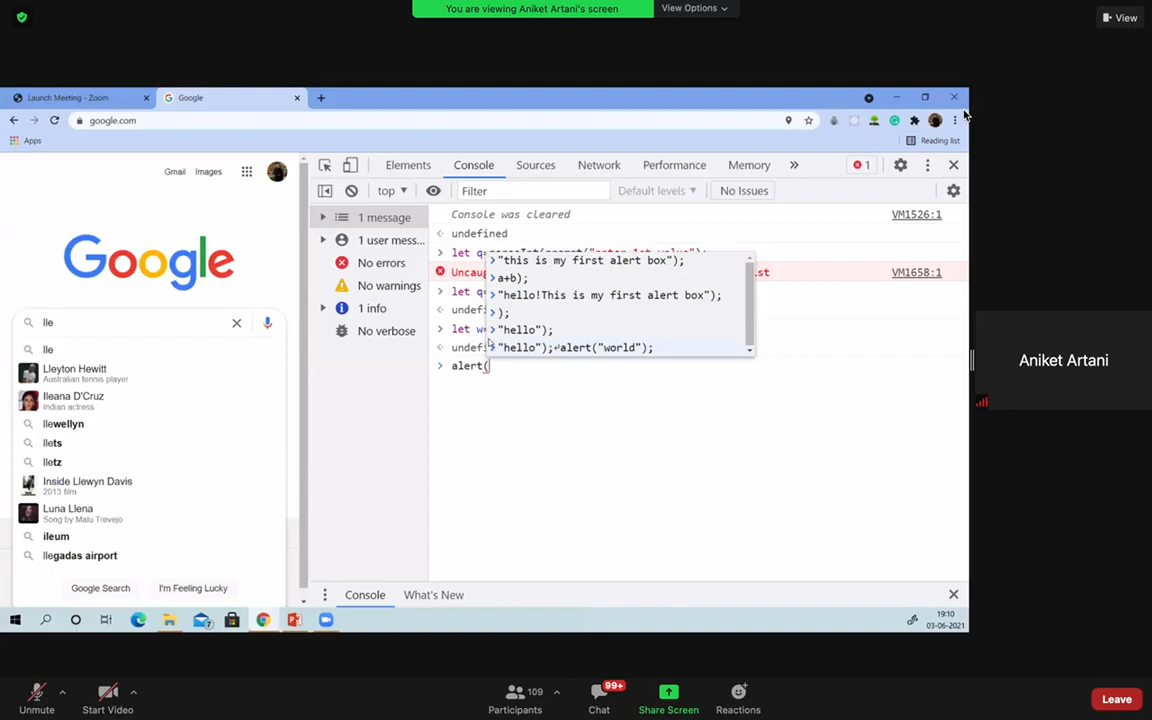 You are viewing Aniket Artani's screen
View Options
View
Launch Meeting - Zoom
Google
google.com
Apps
Reading list
Gmail
Images
Google
lle
lle
Lleyton Hewitt
Australian tennis player
Ileana D'Cruz
Indian actress
llewellyn
llets
lletz
Inside Llewyn Davis
2013 film
Luna Llena
Song by Malu Trevejo
ileum
llegadas airport
Google Search
I'm Feeling Lucky
Elements
Console
Sources
Network
Performance
Memory
1
top
Filter
Default levels
No Issues
1 message
1 user mess...
No errors
No warnings
1 info
No verbose
Console was cleared
VM1526:1
undefined
let q=
VM1658:1
let q=
let w=
alert(
"this is my first alert box");
a+b);
"hello!This is my first alert box");
);
"hello");
"hello");↵alert("world");
Console
What's New
19:10
03-06-2021
Aniket Artani
Unmute
Start Video
109
Participants
99+
Chat
Share Screen
Reactions
Leave